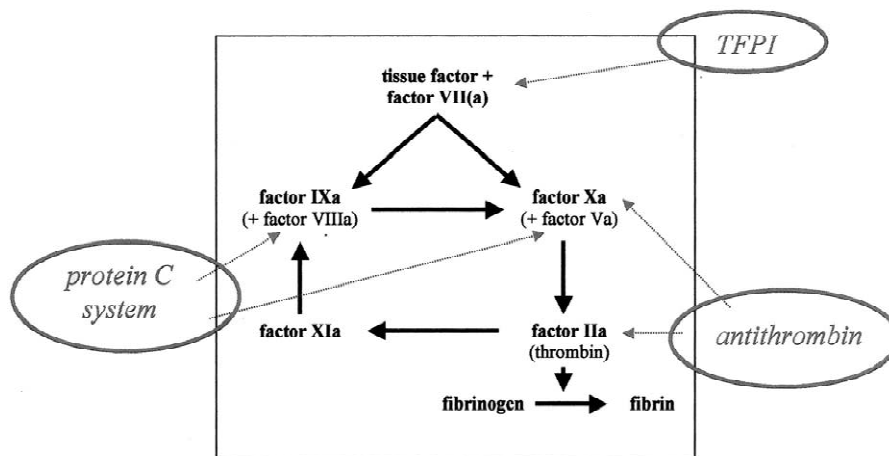 TFPI
tissue factor +
factor VII(a)
factor IXa
(+ factor VIIIa)
factor Xa
(+ factor Va)
protein C
system
factor XIa
factor IIa
(thrombin)
antithrombin
fibrinogen
fibrin